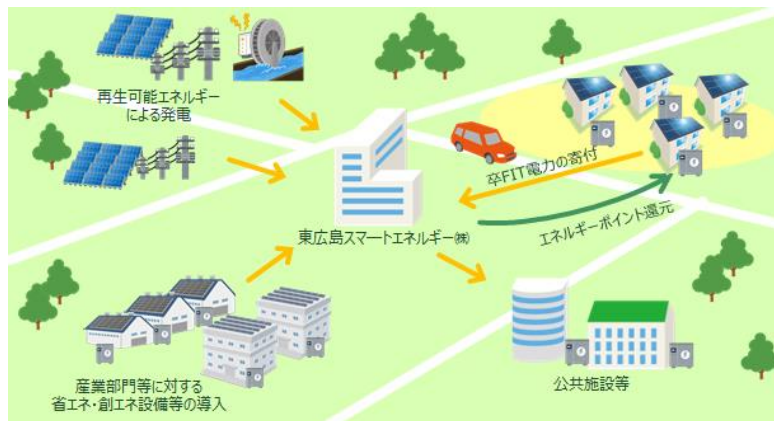 再生可能エネルギー
による発電
卒FIT電力の寄付
エネルギーポイント還元
東広島スマートエネルギー㈱
産業部門等に対する
省エネ・創エネ設備等の導入
公共施設等